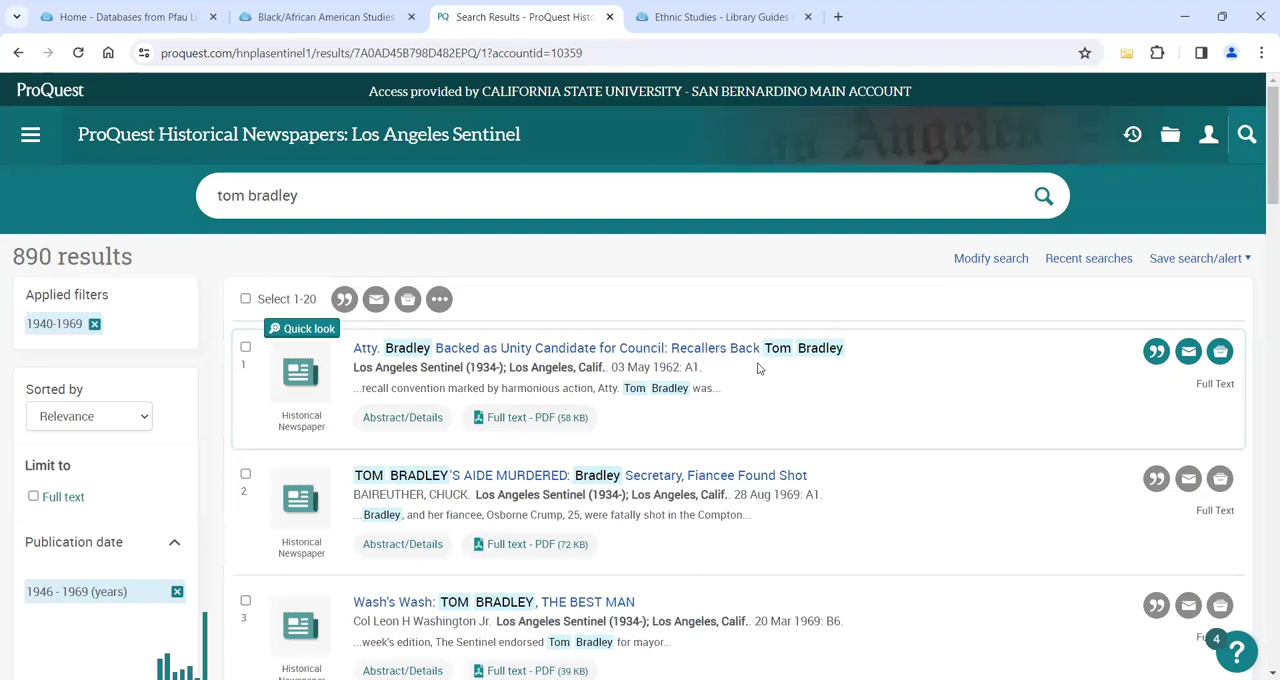 Home - Databases from Pfau Li
Black/African American Studies
PQ Search Results - ProQuest Histo
Ethnic Studies - Library Guides
proquest.com/hnplasentinel1/results/7A0AD45B798D482EPQ/1?accountid=10359
ProQuest
Access provided by CALIFORNIA STATE UNIVERSITY - SAN BERNARDINO MAIN ACCOUNT
ProQuest Historical Newspapers: Los Angeles Sentinel
tom bradley
890 results
Modify search
Recent searches
Save search/alert
Applied filters
1940-1969
Sorted by
Relevance
Limit to
Full text
Publication date
1946 - 1969 (years)
Select 1-20
Quick look
1
Atty. Bradley Backed as Unity Candidate for Council: Recallers Back Tom Bradley
Los Angeles Sentinel (1934-); Los Angeles, Calif.. 03 May 1962: A1.
...recall convention marked by harmonious action, Atty. Tom Bradley was...
Historical
Newspaper
Abstract/Details
Full text - PDF (58 KB)
Full Text
2
TOM BRADLEY'S AIDE MURDERED: Bradley Secretary, Fiancee Found Shot
BAIREUTHER, CHUCK. Los Angeles Sentinel (1934-); Los Angeles, Calif.. 28 Aug 1969: A1.
...Bradley, and her fiancee, Osborne Crump, 25, were fatally shot in the Compton...
Historical
Newspaper
Abstract/Details
Full text - PDF (72 KB)
Full Text
3
Wash's Wash: TOM BRADLEY, THE BEST MAN
Col Leon H Washington Jr. Los Angeles Sentinel (1934-); Los Angeles, Calif.. 20 Mar 1969: B6.
...week's edition, The Sentinel endorsed Tom Bradley for mayor...
Historical
Abstract/Details
Full text - PDF (39 KB)
4
?